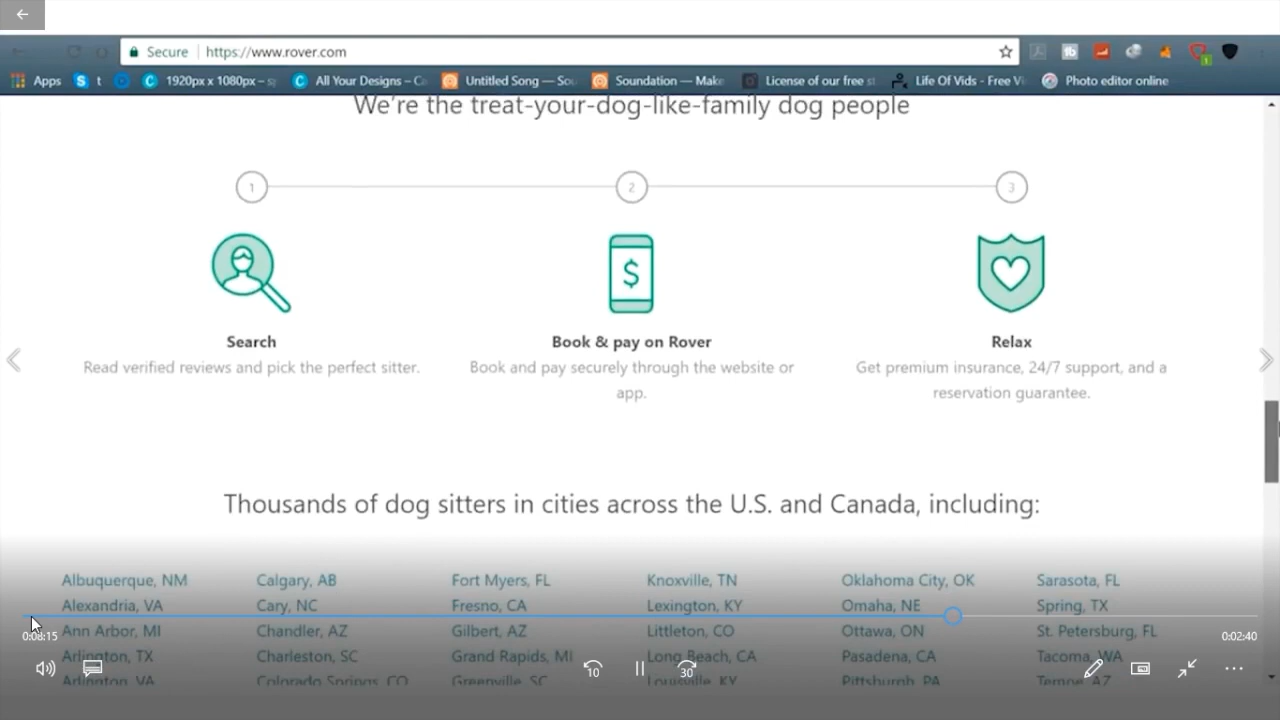 Secure https://www.rover.com
Apps t 1920px x 1080px – s All Your Designs – Ca Untitled Song — Sou Soundation — Make License of our free st Life Of Vids - Free Vi Photo editor online
We're the treat-your-dog-like-family dog people
1 2 3
$
Search Book & pay on Rover Relax
Read verified reviews and pick the perfect sitter. Book and pay securely through the website or app. Get premium insurance, 24/7 support, and a reservation guarantee.
Thousands of dog sitters in cities across the U.S. and Canada, including:
Albuquerque, NM Calgary, AB Fort Myers, FL Knoxville, TN Oklahoma City, OK Sarasota, FL
Alexandria, VA Cary, NC Fresno, CA Lexington, KY Omaha, NE Spring, TX
Ann Arbor, MI Chandler, AZ Gilbert, AZ Littleton, CO Ottawa, ON St. Petersburg, FL
Arlington, TX Charleston, SC Grand Rapids, MI Long Beach, CA Pasadena, CA Tacoma, WA
Arlington, VA Colorado Springs, CO Greenville, SC Louisville, KY Pittsburgh, PA Tempe, AZ
0:08:15 0:02:40
10 30